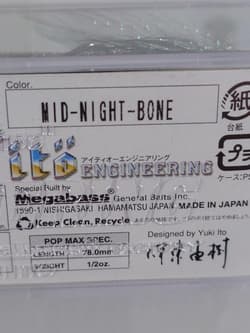 Color.
MID-NIGHT-BONE
紙
台紙
itö
アイティオーエンジニアリング
ENGINEERING
Special Built by
Megabass General Baits Inc.
1590-1 NISHIGASAKI HAMAMATSU JAPAN. MADE IN JAPAN
Keep Clean, Recycle
POP MAX SPEC.
LENGTH 78.0mm
WEIGHT 1/2oz.
Designed by Yuki Ito
伊東由樹
プラ
ケース:PS